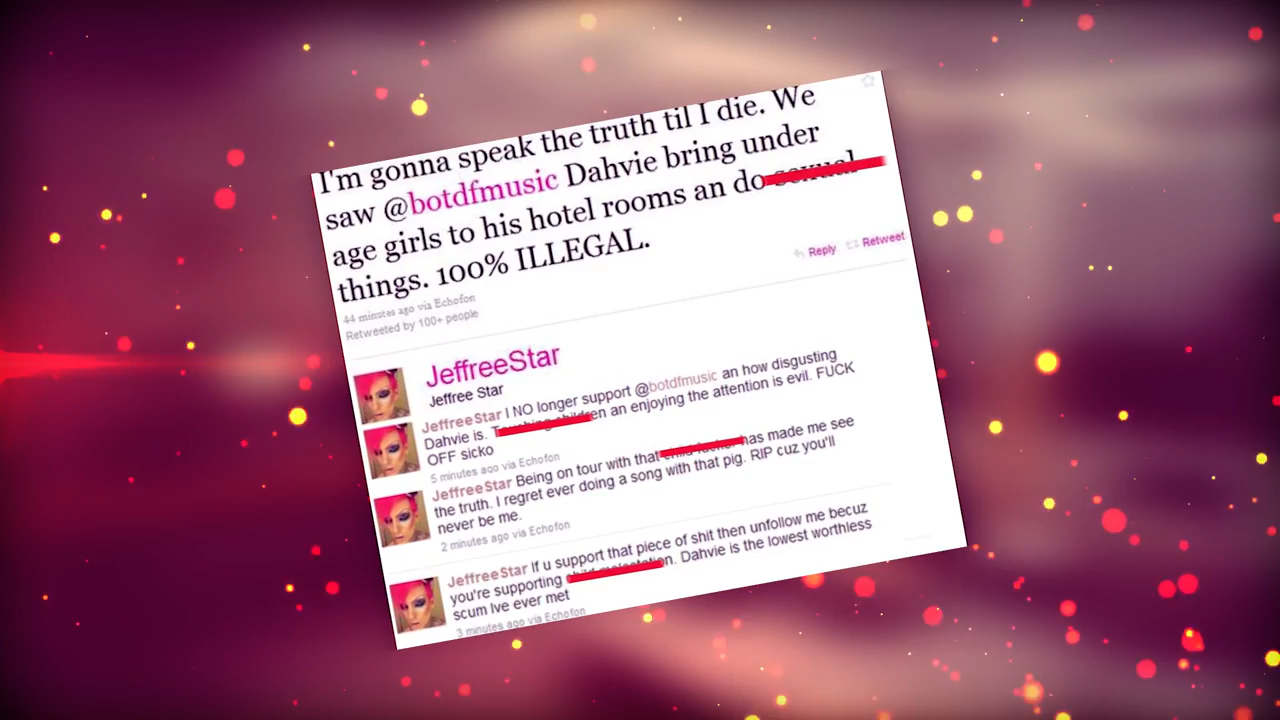 I'm gonna speak the truth til I die. We
saw @botdfmusic Dahvie bring under
age girls to his hotel rooms an do sexual
things. 100% ILLEGAL.
44 minutes ago via Echofon
Retweeted by 100+ people
Reply Retweet
JeffreeStar
Jeffree Star
JeffreeStar I NO longer support @botdfmusic an how disgusting
Dahvie is. an enjoying the attention is evil. FUCK
OFF sicko
5 minutes ago via Echofon
JeffreeStar Being on tour with that has made me see
the truth. I regret ever doing a song with that pig. RIP cuz you'll
never be me.
2 minutes ago via Echofon
JeffreeStar If u support that piece of shit then unfollow me becuz
you're supporting . Dahvie is the lowest worthless
scum Ive ever met
3 minutes ago via Echofon